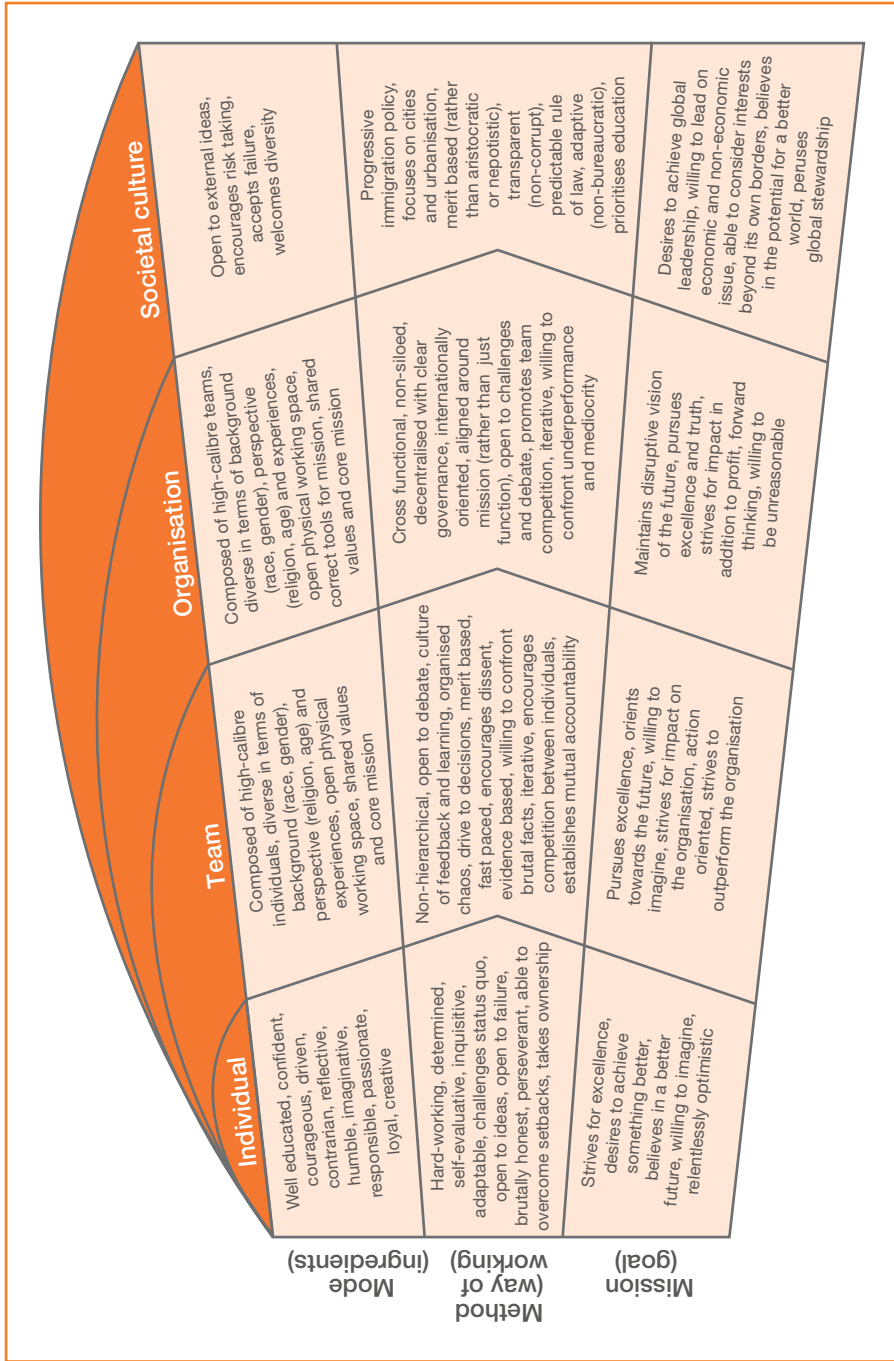 Individual
Team
Organisation
Societal culture
Mode
(ingredients)
Well educated, confident,
courageous, driven,
contrarian, reflective,
humble, imaginative,
responsible, passionate,
loyal, creative
Composed of high-calibre
individuals, diverse in terms of
background (race, gender),
perspective (religion, age) and
experiences, open physical
working space, shared values
and core mission
Composed of high-calibre teams,
diverse in terms of background
(race, gender), perspective
(religion, age) and experiences,
open physical working space,
correct tools for mission, shared
values and core mission
Open to external ideas,
encourages risk taking,
accepts failure,
welcomes diversity
Method
(way of
working)
Hard-working, determined,
self-evaluative, inquisitive,
adaptable, challenges status quo,
open to ideas, open to failure,
brutally honest, perseverant, able to
overcome setbacks, takes ownership
Non-hierarchical, open to debate, culture
of feedback and learning, organised
chaos, drive to decisions, merit based,
fast paced, encourages dissent,
evidence based, willing to confront
brutal facts, iterative, encourages
competition between individuals,
establishes mutual accountability
Cross functional, non-siloed,
decentralised with clear
governance, internationally
oriented, aligned around
mission (rather than just
function), open to challenges
and debate, promotes team
competition, iterative, willing to
confront underperformance
and mediocrity
Progressive
immigration policy,
focuses on cities
and urbanisation,
merit based (rather
than aristocratic
or nepotistic),
transparent
(non-corrupt),
predictable rule
of law, adaptive
(non-bureaucratic),
prioritises education
Mission
(goal)
Strives for excellence,
desires to achieve
something better,
believes in a better
future, willing to imagine,
relentlessly optimistic
Pursues excellence, orients
towards the future, willing to
imagine, strives for impact on
the organisation, action
oriented, strives to
outperform the organisation
Maintains disruptive vision
of the future, pursues
excellence and truth,
strives for impact in
addition to profit, forward
thinking, willing to
be unreasonable
Desires to achieve global
leadership, willing to lead on
economic and non-economic
issue, able to consider interests
beyond its own borders, believes
in the potential for a better
world, peruses
global stewardship